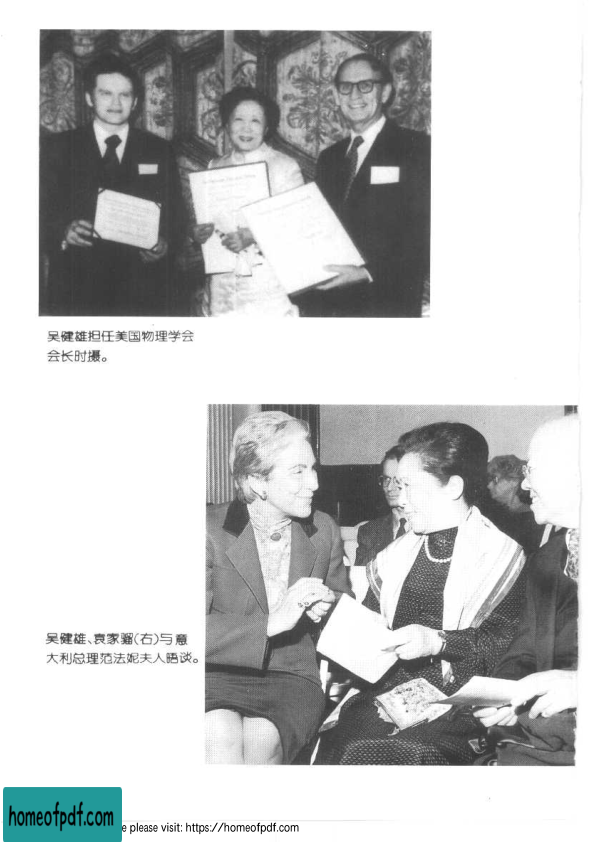 吴健雄担任美国物理学会
会长时摄。
吴健雄、袁家骝(右)与意
大利总理范法妮夫人晤谈。
homeofpdf.com
e please visit: https://homeofpdf.com